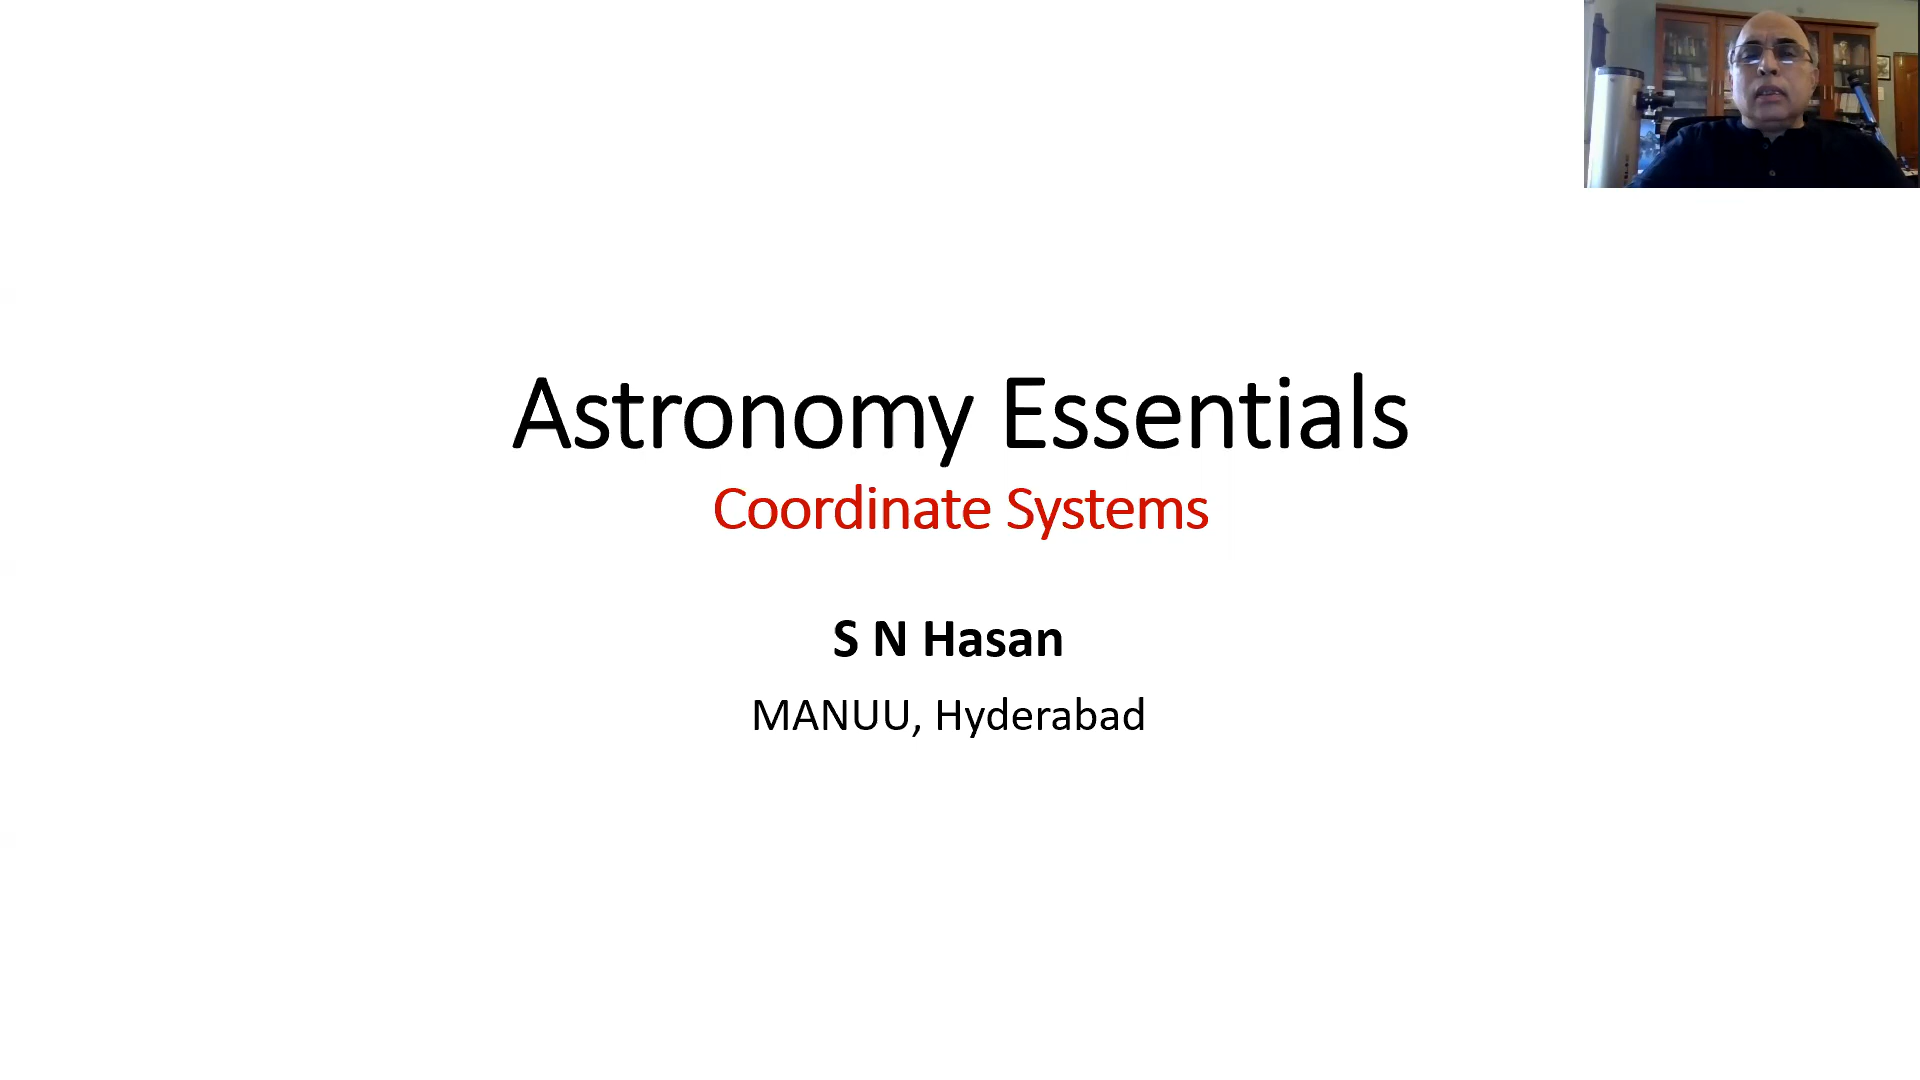 Astronomy Essentials
Coordinate Systems
S N Hasan
MANUU, Hyderabad